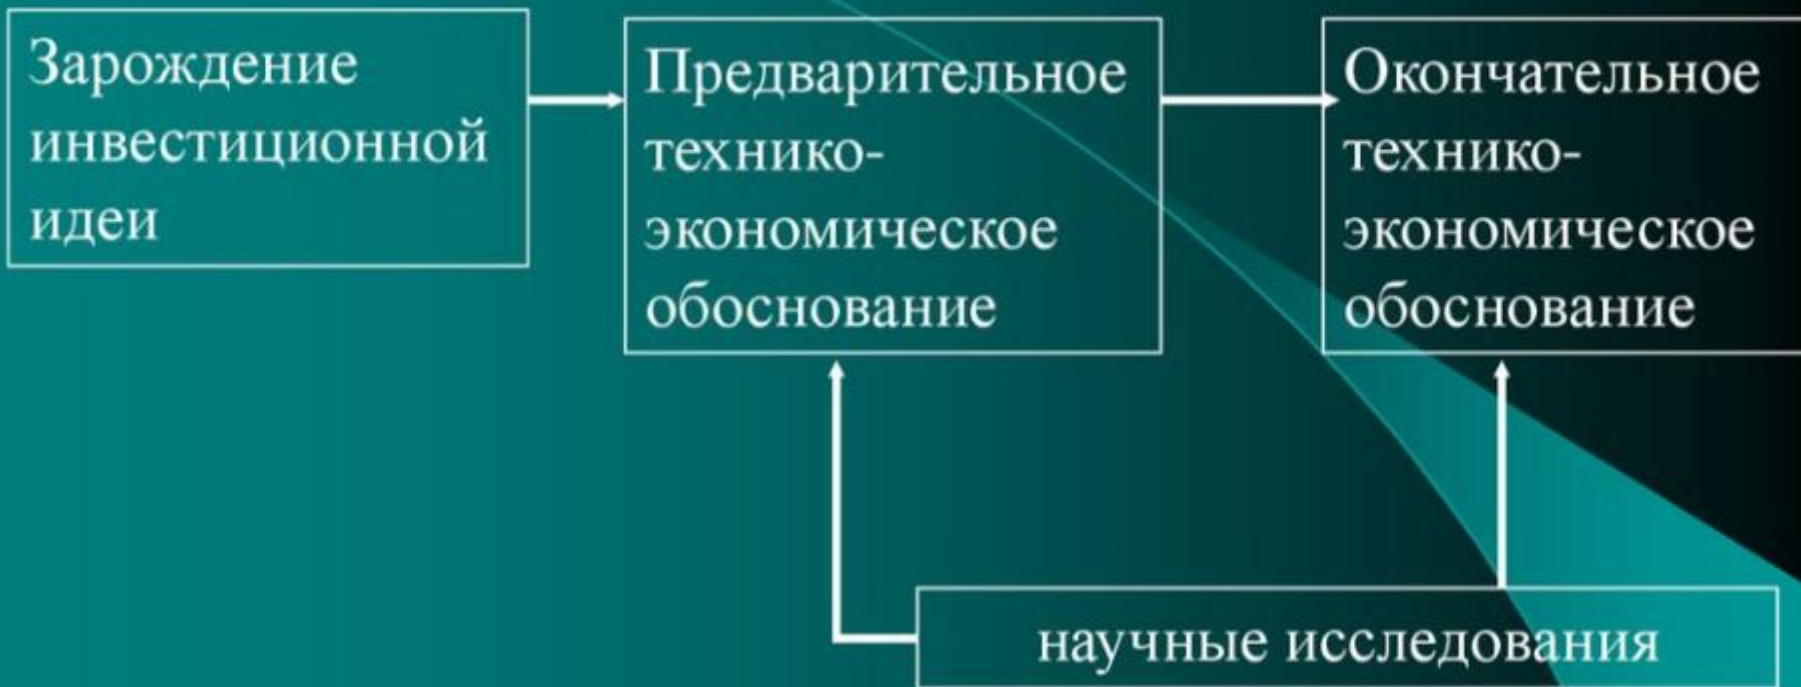 Зарождение
инвестиционной
идеи
Предварительное
технико-
экономическое
обоснование
Окончательное
технико-
экономическое
обоснование
научные исследования